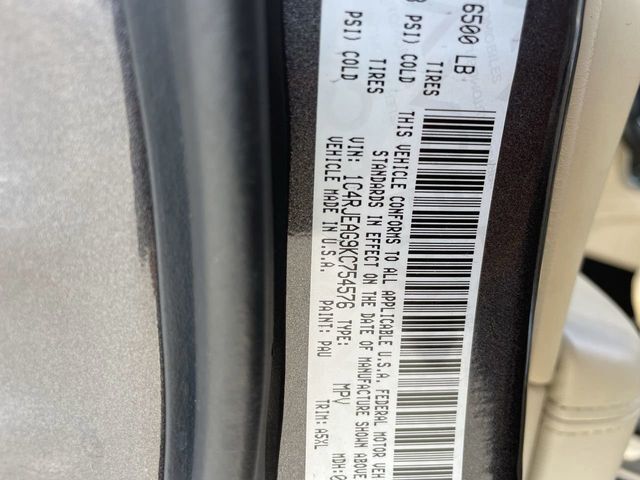 6500 LB
TIRES
PSI) COLD
TIRES
PSI) COLD
THIS VEHICLE CONFORMS TO ALL APPLICABLE U.S.A. FEDERAL MOTOR VEH
STANDARDS IN EFFECT ON THE DATE OF MANUFACTURE SHOWN ABOVE
VIN: 1C4RJEAG9KC754576 TYPE: MPV
VEHICLE MADE IN U.S.A. PAINT: PAU TRIM: A5XL MDH:0